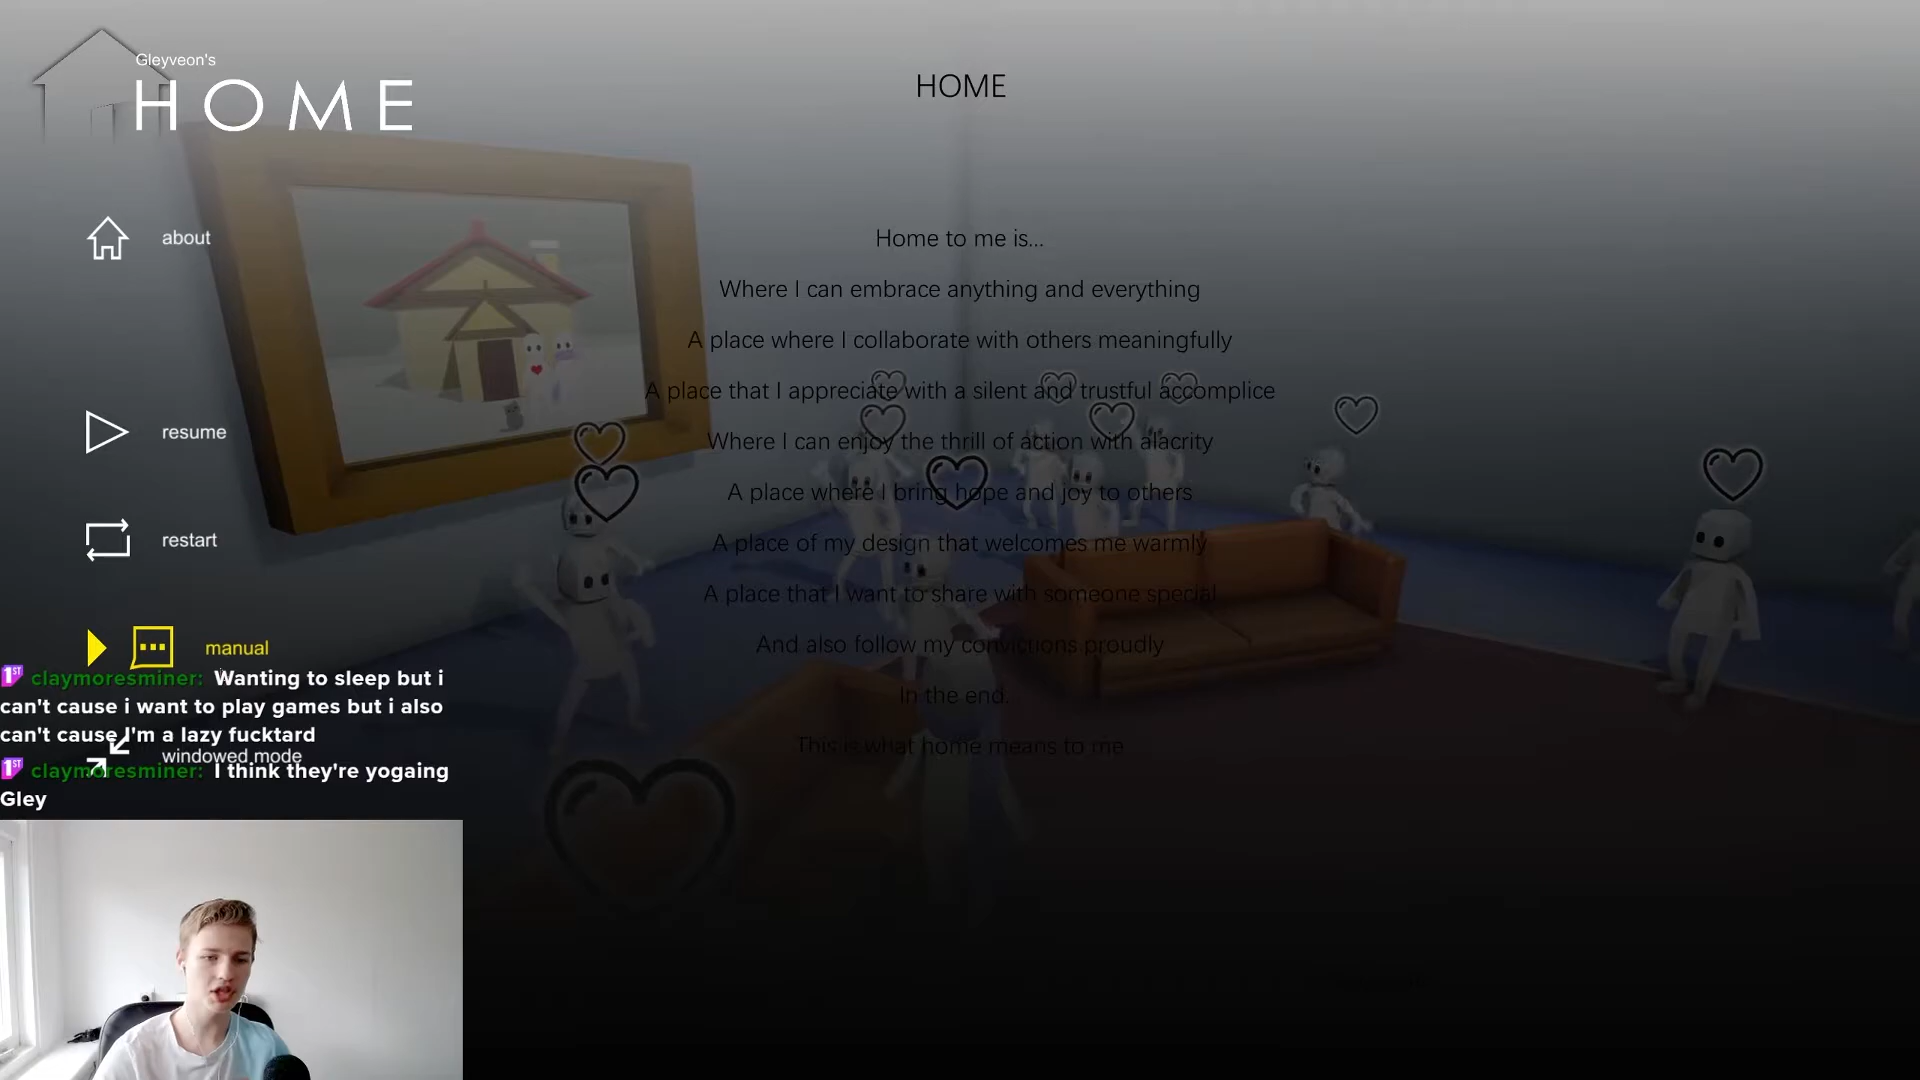 Gleyveon's
HOME
about
resume
restart
manual
windowed mode
HOME
Home to me is...
Where I can embrace anything and everything
A place where I collaborate with others meaningfully
A place that I appreciate with a silent and trustful accomplice
Where I can enjoy the thrill of action with alacrity
A place where I bring hope and joy to others
A place of my design that welcomes me warmly
A place that I want to share with someone special
And also follow my convictions proudly
In the end.
This is what home means to me
1ST claymoresminer: Wanting to sleep but i
can't cause i want to play games but i also
can't cause I'm a lazy fucktard
1ST claymoresminer: I think they're yogaing
Gley